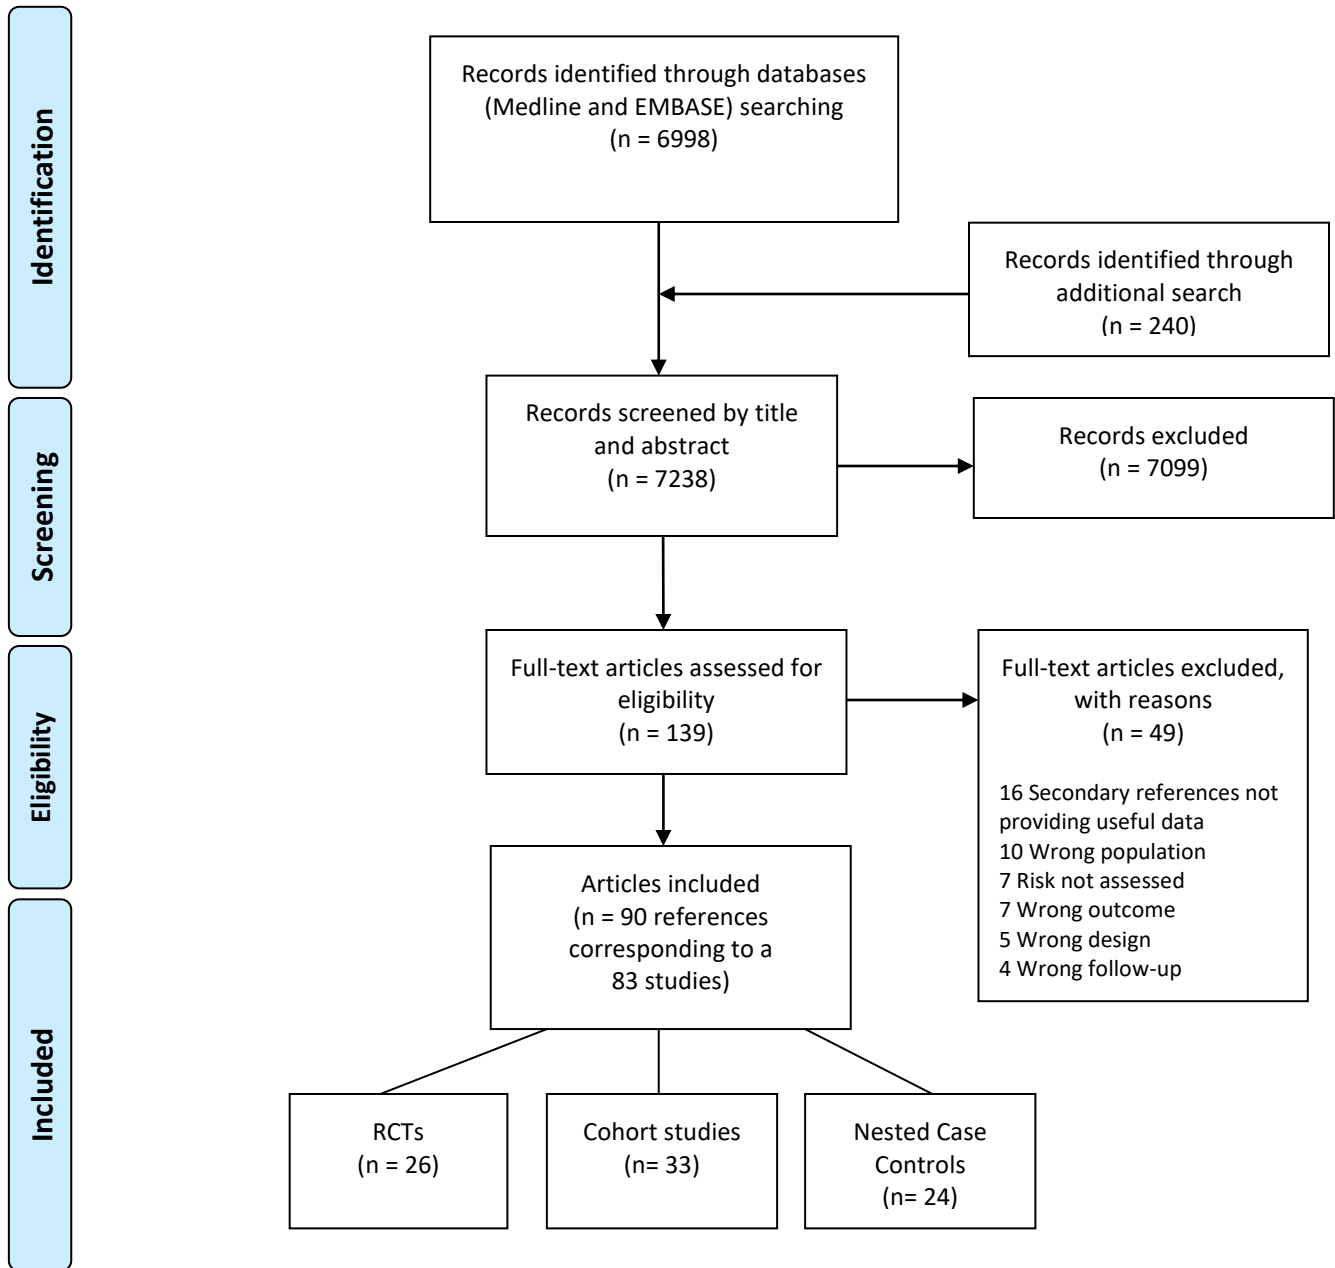 Identification
Records identified through databases
(Medline and EMBASE) searching
(n = 6998)
Records identified through
additional search
(n = 240)
Screening
Records screened by title
and abstract
(n = 7238)
Records excluded
(n = 7099)
Eligibility
Full-text articles assessed for
eligibility
(n = 139)
Full-text articles excluded,
with reasons
(n = 49)
16 Secondary references not
providing useful data
10 Wrong population
7 Risk not assessed
7 Wrong outcome
5 Wrong design
4 Wrong follow-up
Included
Articles included
(n = 90 references
corresponding to a
83 studies)
RCTs
(n = 26)
Cohort studies
(n= 33)
Nested Case
Controls
(n= 24)